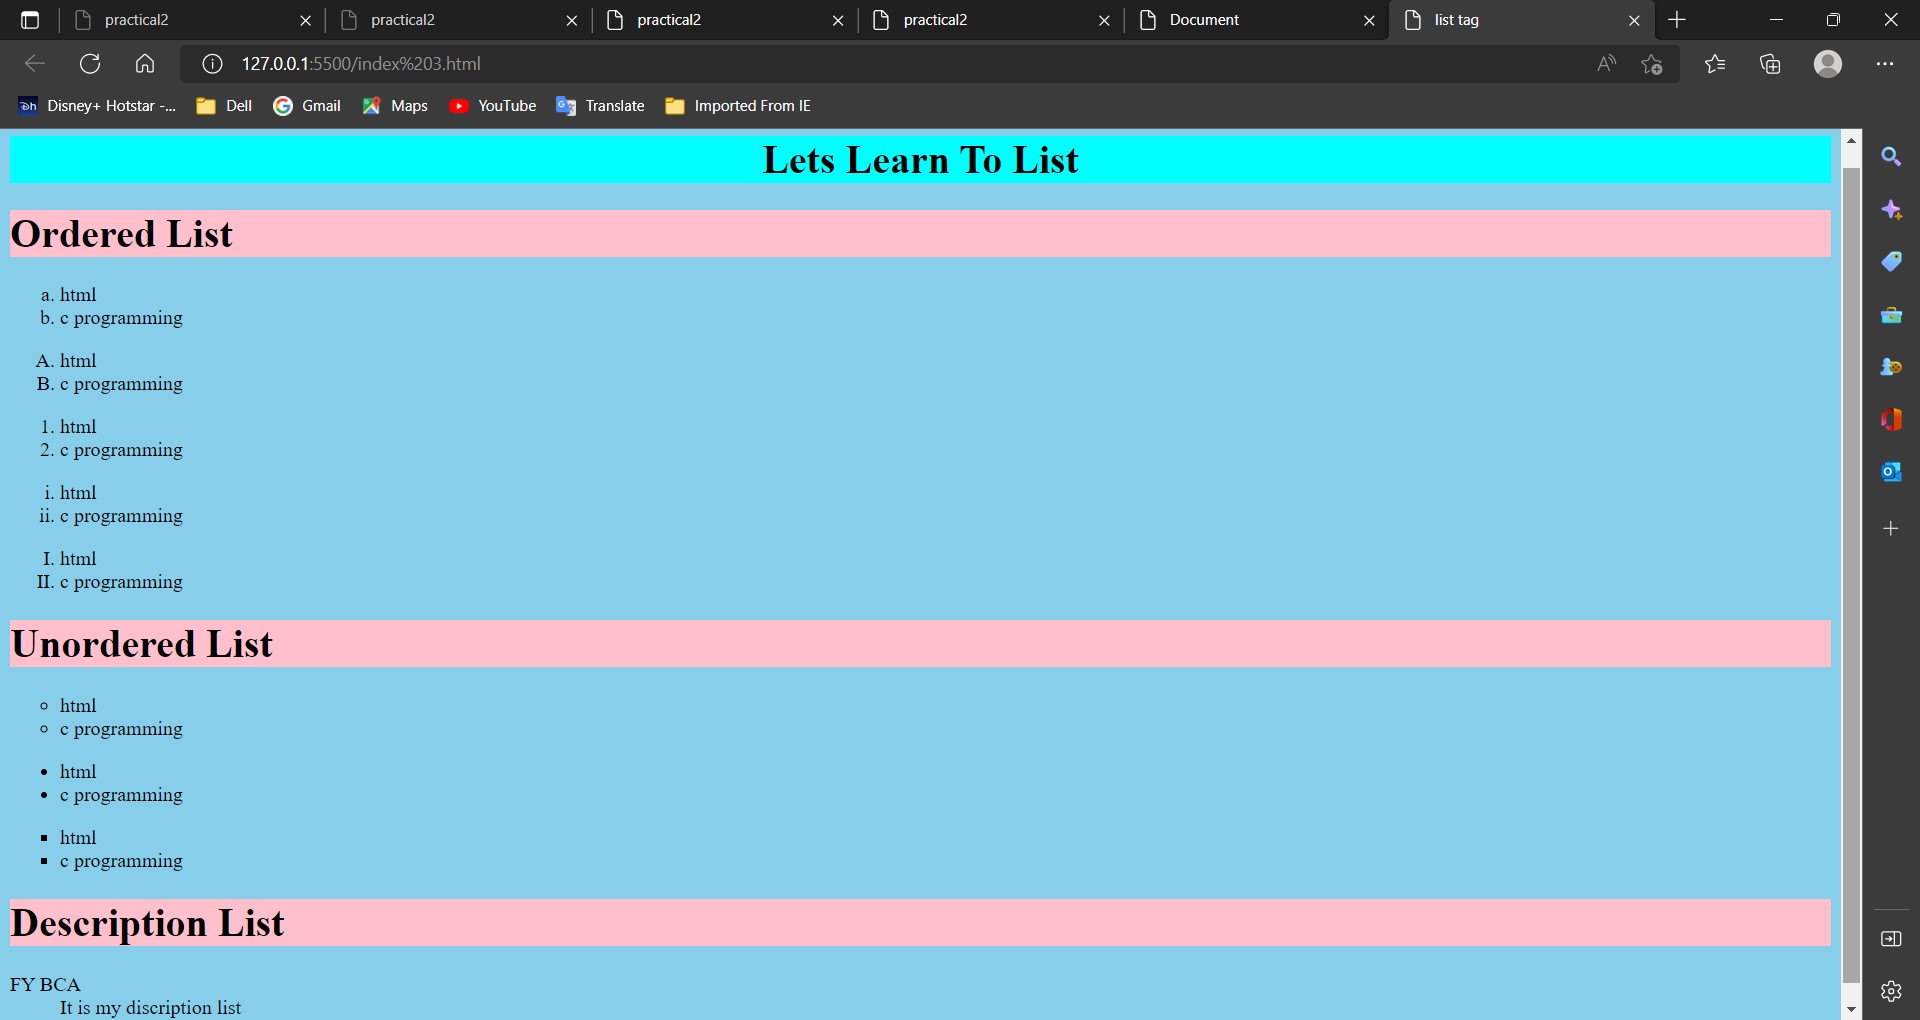 practical2
practical2
practical2
practical2
Document
list tag
127.0.0.1:5500/index%203.html
Disney+ Hotstar -...
Dell
Gmail
Maps
YouTube
Translate
Imported From IE
Lets Learn To List
Ordered List
a. html
b. c programming
A. html
B. c programming
1. html
2. c programming
i. html
ii. c programming
I. html
II. c programming
Unordered List
html
c programming
html
c programming
html
c programming
Description List
FY BCA
It is my discription list